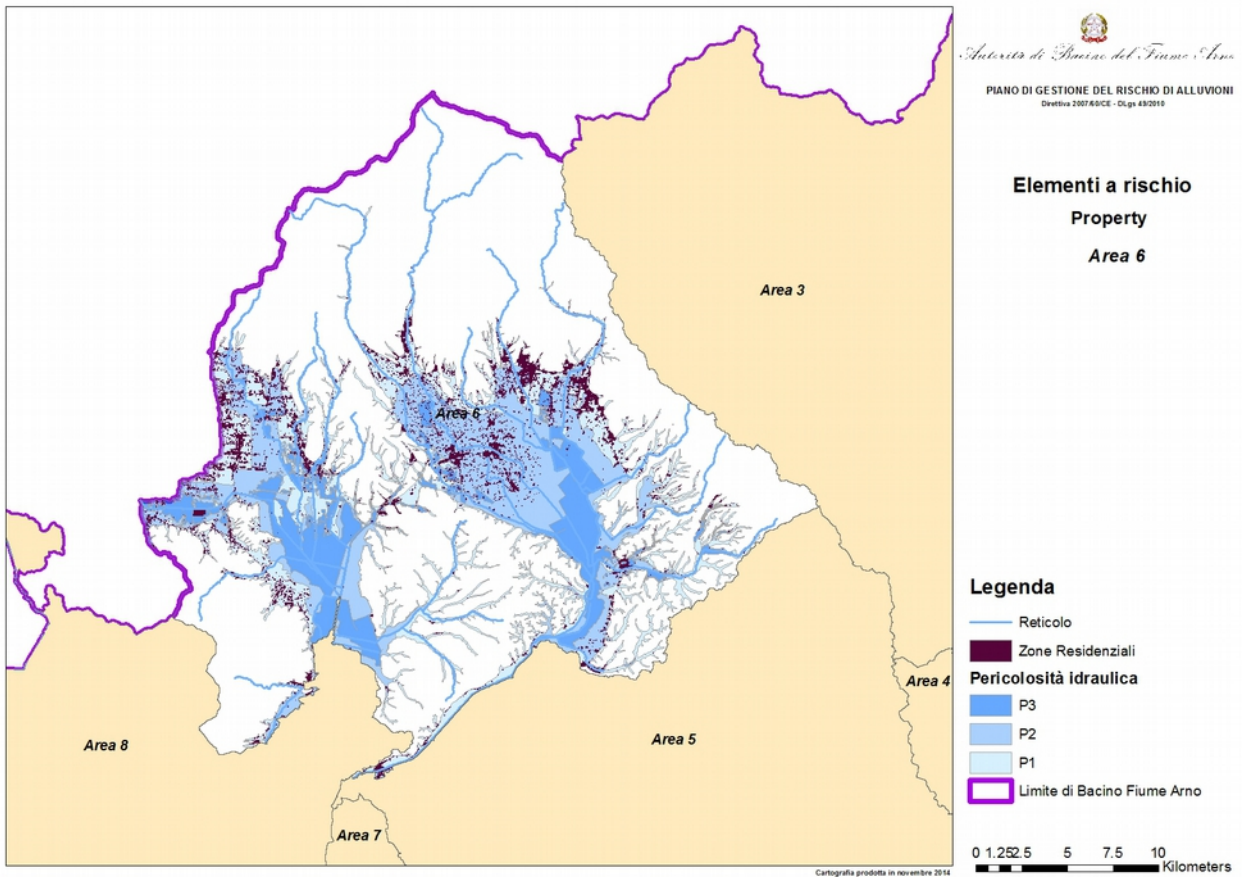 Autorità di Bacino del Fiume Arno
PIANO DI GESTIONE DEL RISCHIO DI ALLUVIONI
Direttiva 2007/60/CE - DLgs 49/2010
Elementi a rischio
Property
Area 6
Area 3
Area 6
Area 4
Area 5
Area 8
Area 7
Legenda
Reticolo
Zone Residenziali
Pericolosità idraulica
P3
P2
P1
Limite di Bacino Fiume Arno
0 1.252.5 5 7.5 10
Kilometers
Cartografia prodotta in novembre 2014